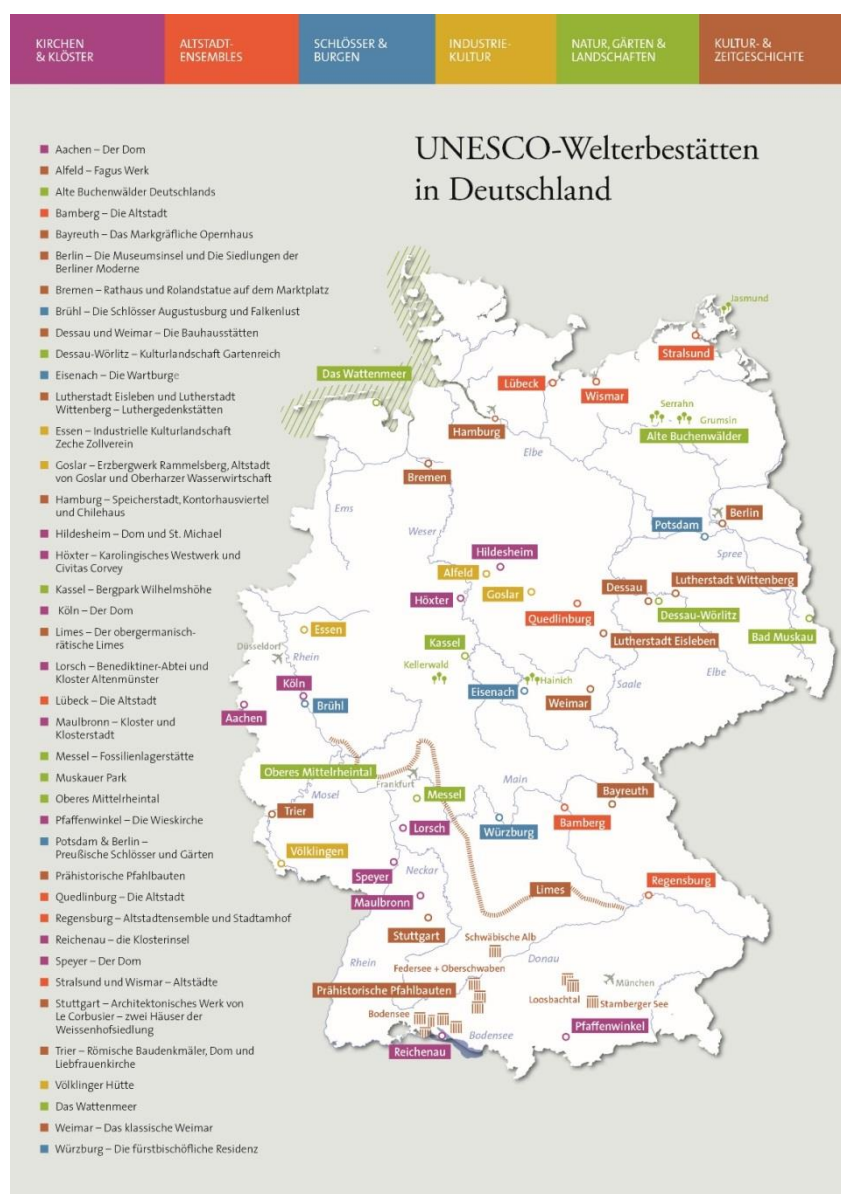 KIRCHEN
& KLÖSTER
ALTSTADT-
ENSEMBLES
SCHLÖSSER &
BURGEN
INDUSTRIE-
KULTUR
NATUR, GÄRTEN &
LANDSCHAFTEN
KULTUR- &
ZEITGESCHICHTE
UNESCO-Welterbestätten
in Deutschland
Aachen – Der Dom
Alfeld – Fagus Werk
Alte Buchenwälder Deutschlands
Bamberg – Die Altstadt
Bayreuth – Das Markgräfliche Opernhaus
Berlin – Die Museumsinsel und Die Siedlungen der
Berliner Moderne
Bremen – Rathaus und Rolandstatue auf dem Marktplatz
Brühl – Die Schlösser Augustusburg und Falkenlust
Dessau und Weimar – Die Bauhausstätten
Dessau-Wörlitz – Kulturlandschaft Gartenreich
Eisenach – Die Wartburge
Lutherstadt Eisleben und Lutherstadt
Wittenberg – Luthergedenkstätten
Essen – Industrielle Kulturlandschaft
Zeche Zollverein
Goslar – Erzbergwerk Rammelsberg, Altstadt
von Goslar und Oberharzer Wasserwirtschaft
Hamburg – Speicherstadt, Kontorhausviertel
und Chilehaus
Hildesheim – Dom und St. Michael
Höxter – Karolingisches Westwerk und
Civitas Corvey
Kassel – Bergpark Wilhelmshöhe
Köln – Der Dom
Limes – Der obergermanisch-
rätische Limes
Lorsch – Benediktiner-Abtei und
Kloster Altenmünster
Lübeck – Die Altstadt
Maulbronn – Kloster und
Klosterstadt
Messel – Fossilienlagerstätte
Muskauer Park
Oberes Mittelrheintal
Pfaffenwinkel – Die Wieskirche
Potsdam & Berlin –
Preußische Schlösser und Gärten
Prähistorische Pfahlbauten
Quedlinburg – Die Altstadt
Regensburg – Altstadtensemble und Stadtamhof
Reichenau – die Klosterinsel
Speyer – Der Dom
Stralsund und Wismar – Altstädte
Stuttgart – Architektonisches Werk von
Le Corbusier – zwei Häuser der
Weissenhofsiedlung
Trier – Römische Baudenkmäler, Dom und
Liebfrauenkirche
Völklinger Hütte
Das Wattenmeer
Weimar – Das klassische Weimar
Würzburg – Die fürstbischöfliche Residenz
Jasmund
Stralsund
Das Wattenmeer
Lübeck
Wismar
Serrahn
Grumsin
Hamburg
Alte Buchenwälder
Elbe
Bremen
Ems
Berlin
Potsdam
Weser
Spree
Hildesheim
Alfeld
Lutherstadt Wittenberg
Dessau
Goslar
Höxter
Quedlinburg
Dessau-Wörlitz
Essen
Bad Muskau
Lutherstadt Eisleben
Kassel
Düsseldorf
Rhein
Kellerwald
Elbe
Hainich
Saale
Köln
Eisenach
Weimar
Brühl
Aachen
Oberes Mittelrheintal
Main
Frankfurt
Bayreuth
Mosel
Messel
Trier
Bamberg
Lorsch
Würzburg
Völklingen
Speyer
Neckar
Regensburg
Limes
Maulbronn
Stuttgart
Schwäbische Alb
Donau
Rhein
Federsee + Oberschwaben
München
Prähistorische Pfahlbauten
Loosbachtal
Starnberger See
Bodensee
Pfaffenwinkel
Bodensee
Reichenau